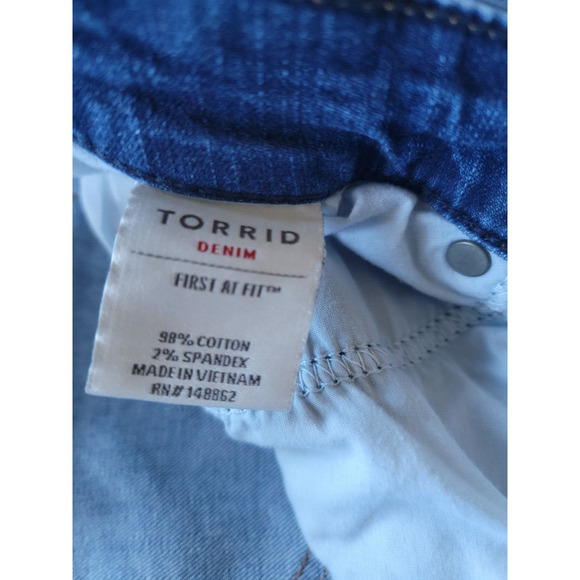 TORRID
DENIM
FIRST AT FIT™
98% COTTON
2% SPANDEX
MADE IN VIETNAM
RN# 148862